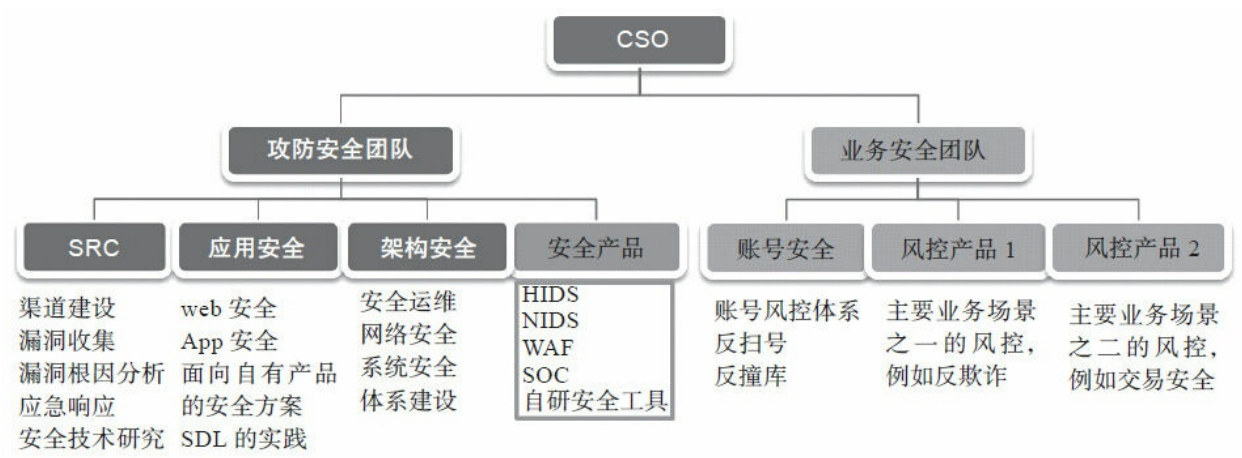 CSO
攻防安全团队
业务安全团队
SRC
应用安全
架构安全
安全产品
账号安全
风控产品 1
风控产品 2
渠道建设
漏洞收集
漏洞根因分析
应急响应
安全技术研究
web 安全
App 安全
面向自有产品
的安全方案
SDL 的实践
安全运维
网络安全
系统安全
体系建设
HIDS
NIDS
WAF
SOC
自研安全工具
账号风控体系
反扫号
反撞库
主要业务场景
之一的风控,
例如反欺诈
主要业务场景
之二的风控,
例如交易安全